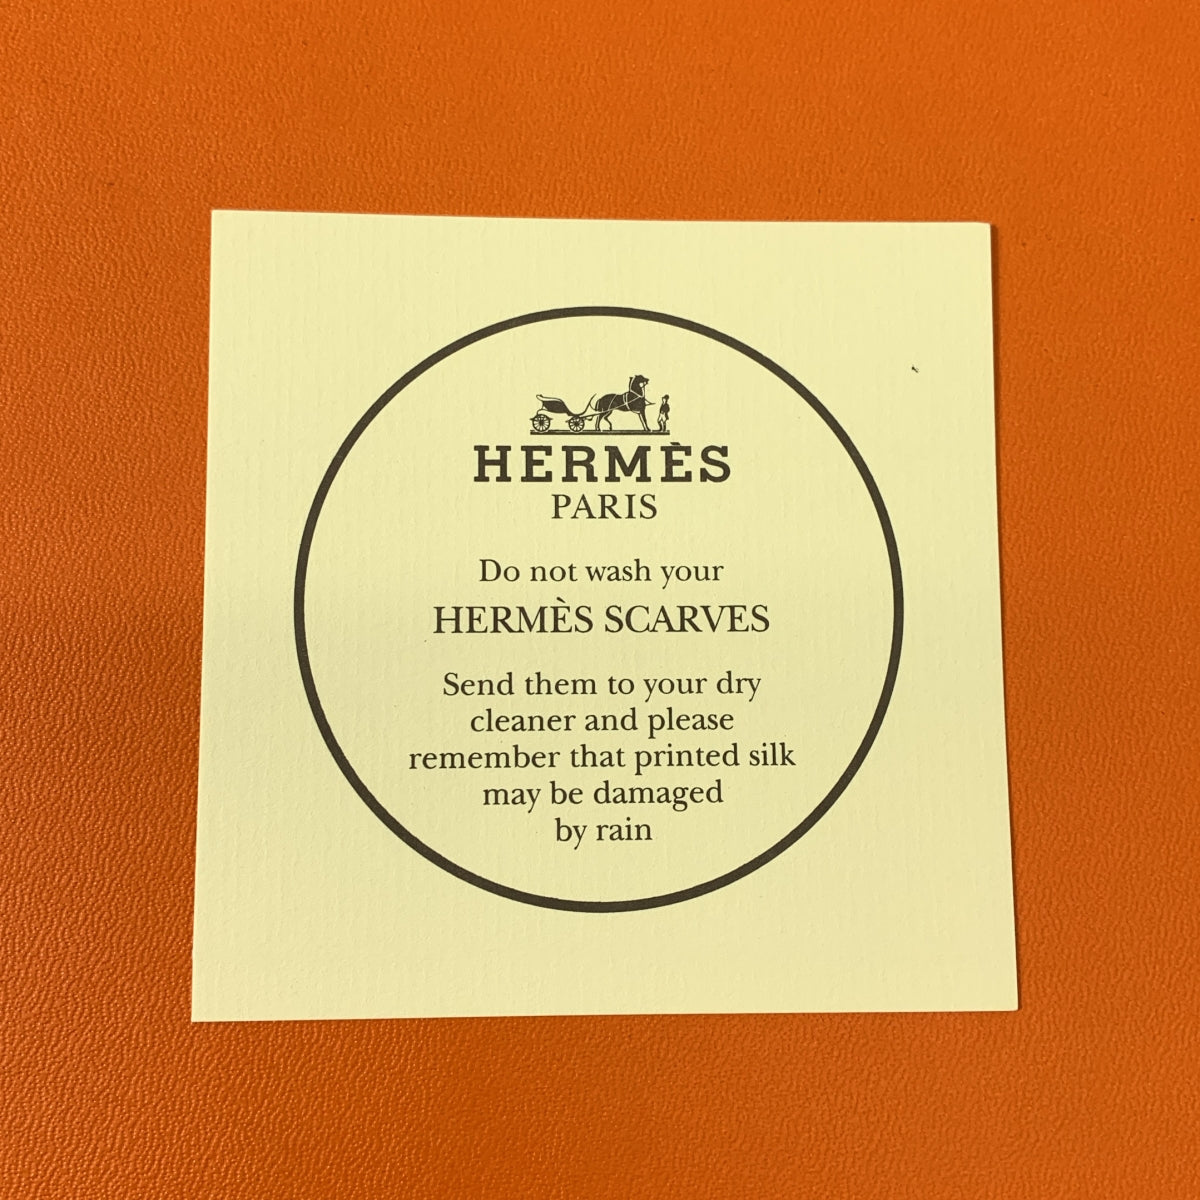 HERMÈS
PARIS
Do not wash your
HERMÈS SCARVES
Send them to your dry
cleaner and please
remember that printed silk
may be damaged
by rain